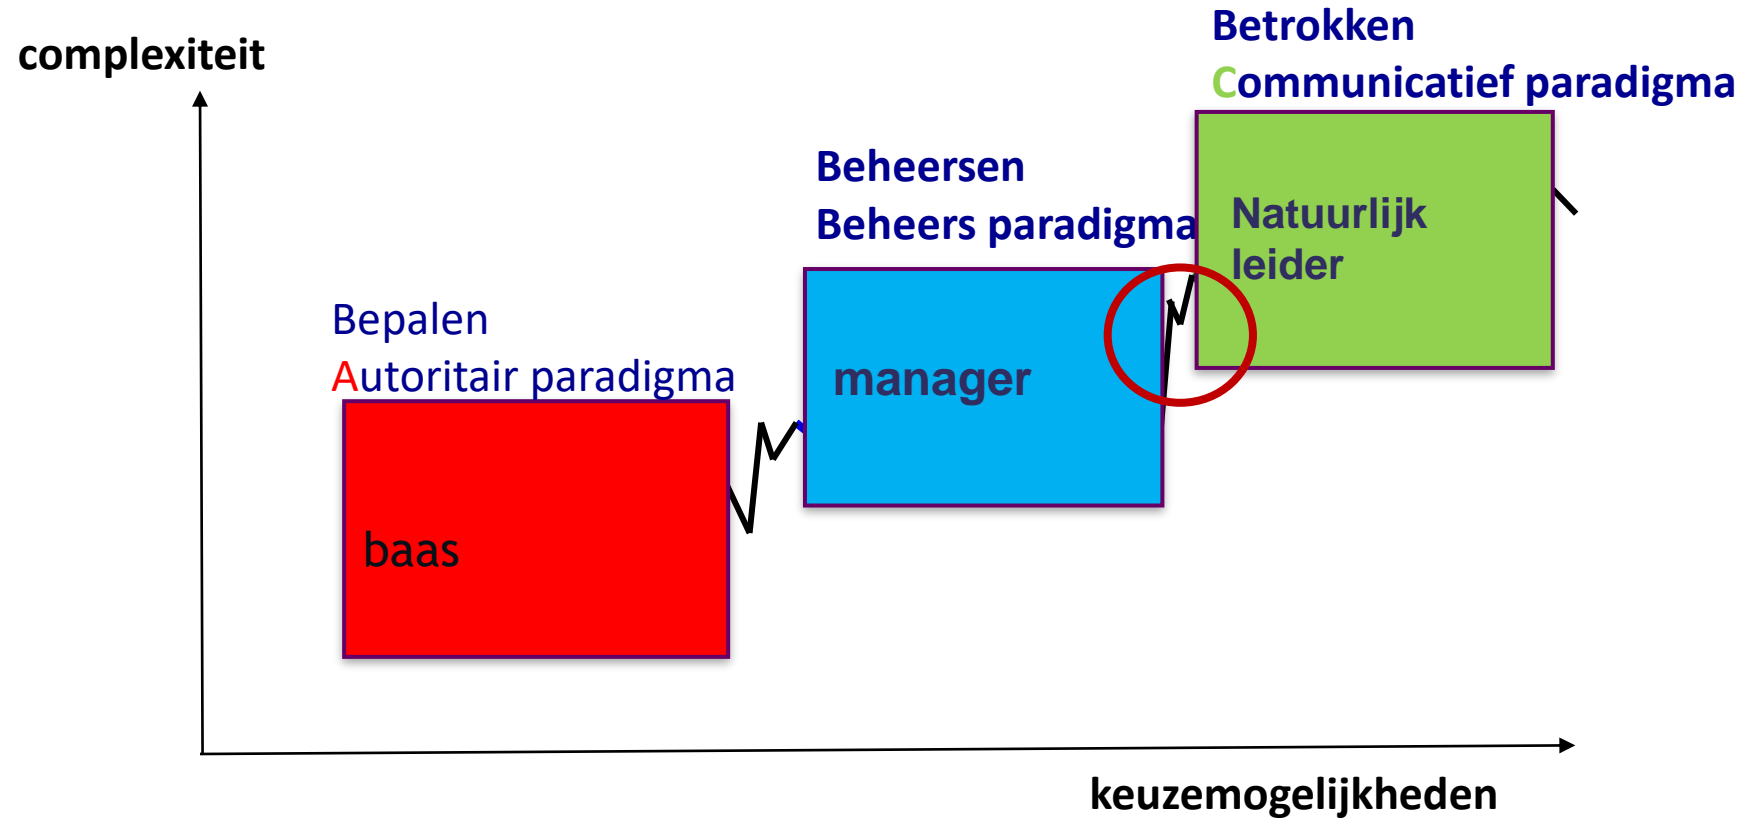 complexiteit
Betrokken
Communicatief paradigma
Beheersen
Beheers paradigma
Natuurlijk
leider
Bepalen
Autoritair paradigma
manager
baas
keuzemogelijkheden